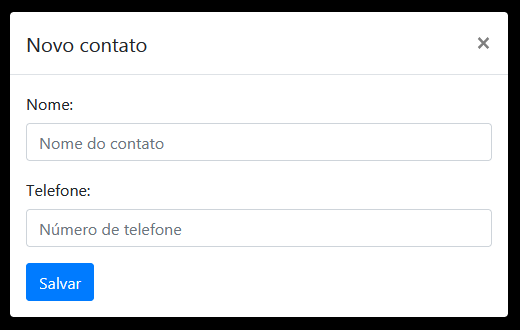 Novo contato ×
Nome:
Nome do contato
Telefone:
Número de telefone
Salvar